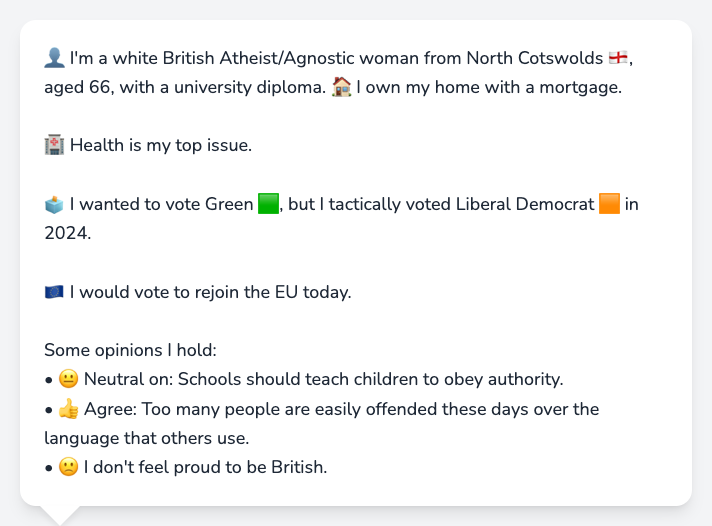 👤 I'm a white British Atheist/Agnostic woman from North Cotswolds 🏴󠁧󠁢󠁥󠁮󠁧󠁿,
aged 66, with a university diploma. 🏠 I own my home with a mortgage.
🏥 Health is my top issue.
🗳️ I wanted to vote Green 🟩, but I tactically voted Liberal Democrat 🟧 in
2024.
🇪🇺 I would vote to rejoin the EU today.
Some opinions I hold:
• 😐 Neutral on: Schools should teach children to obey authority.
• 👍 Agree: Too many people are easily offended these days over the
language that others use.
• 🙁 I don't feel proud to be British.